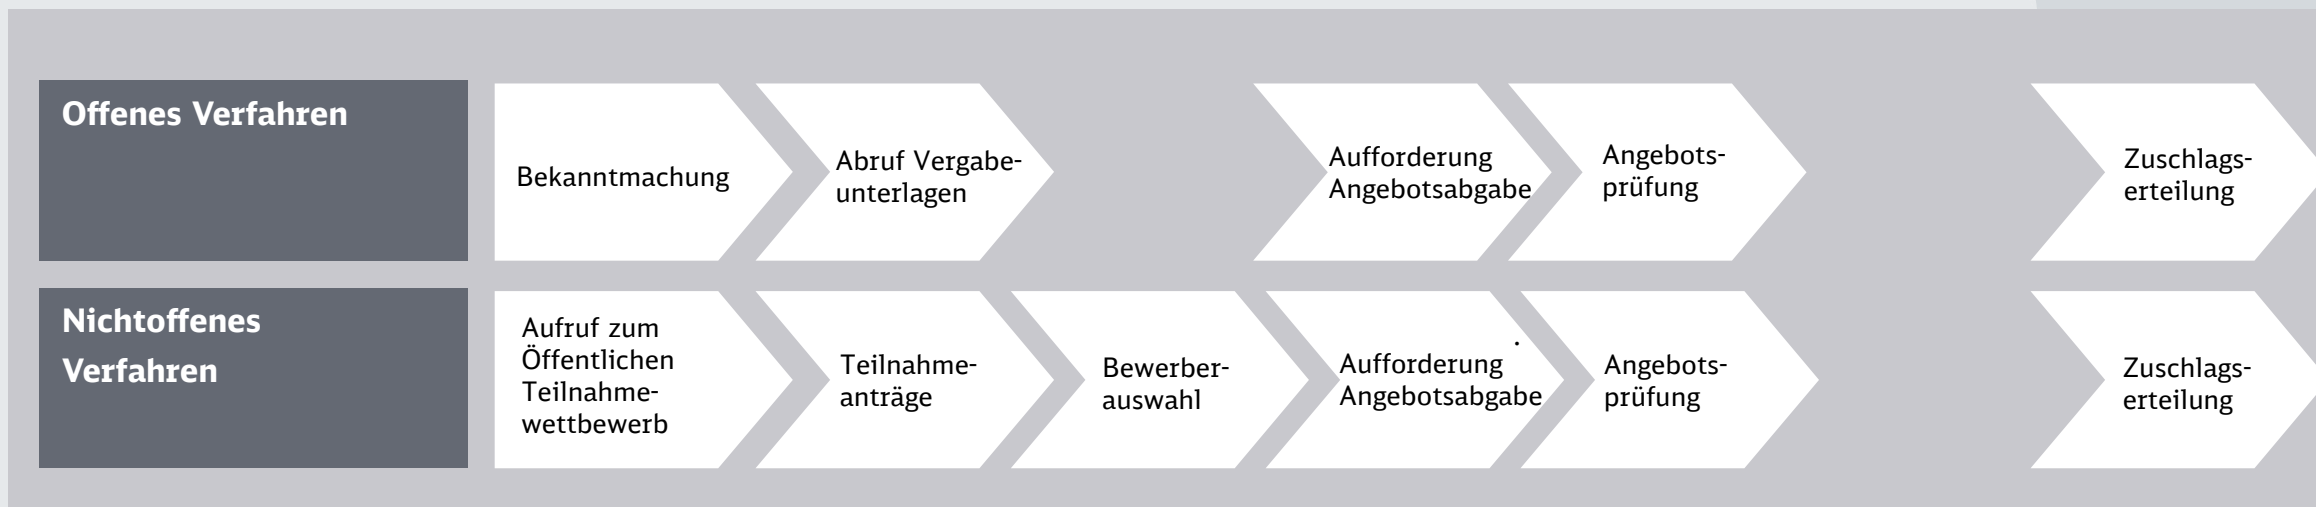 Offenes Verfahren
Bekanntmachung
Abruf Vergabe-
unterlagen
Aufforderung
Angebotsabgabe
Angebots-
prüfung
Zuschlags-
erteilung
Nichtoffenes
Verfahren
Aufruf zum
Öffentlichen
Teilnahme-
wettbewerb
Teilnahme-
anträge
Bewerber-
auswahl
.
Aufforderung
Angebotsabgabe
Angebots-
prüfung
Zuschlags-
erteilung